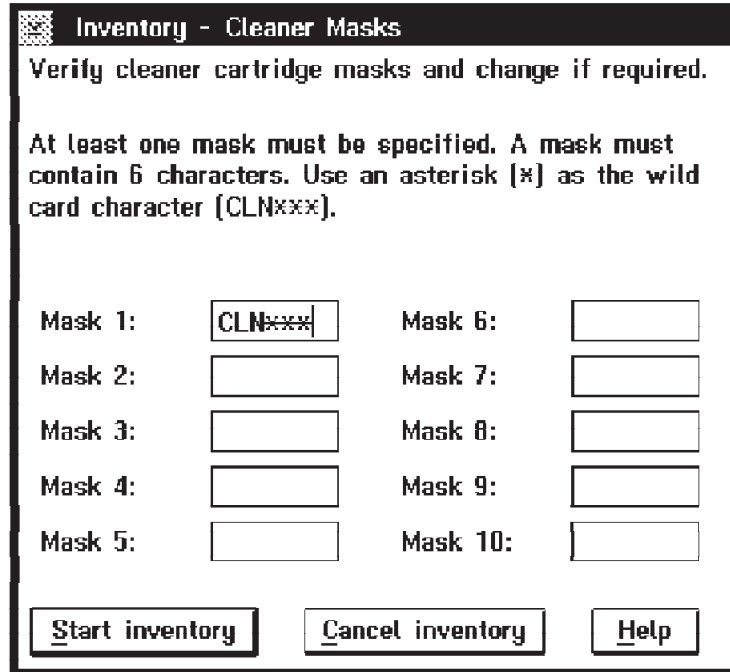 Inventory - Cleaner Masks
Verify cleaner cartridge masks and change if required.
At least one mask must be specified. A mask must
contain 6 characters. Use an asterisk (*) as the wild
card character (CLN***).
Mask 1: CLN*** Mask 6:
Mask 2: Mask 7:
Mask 3: Mask 8:
Mask 4: Mask 9:
Mask 5: Mask 10:
Start inventory Cancel inventory Help